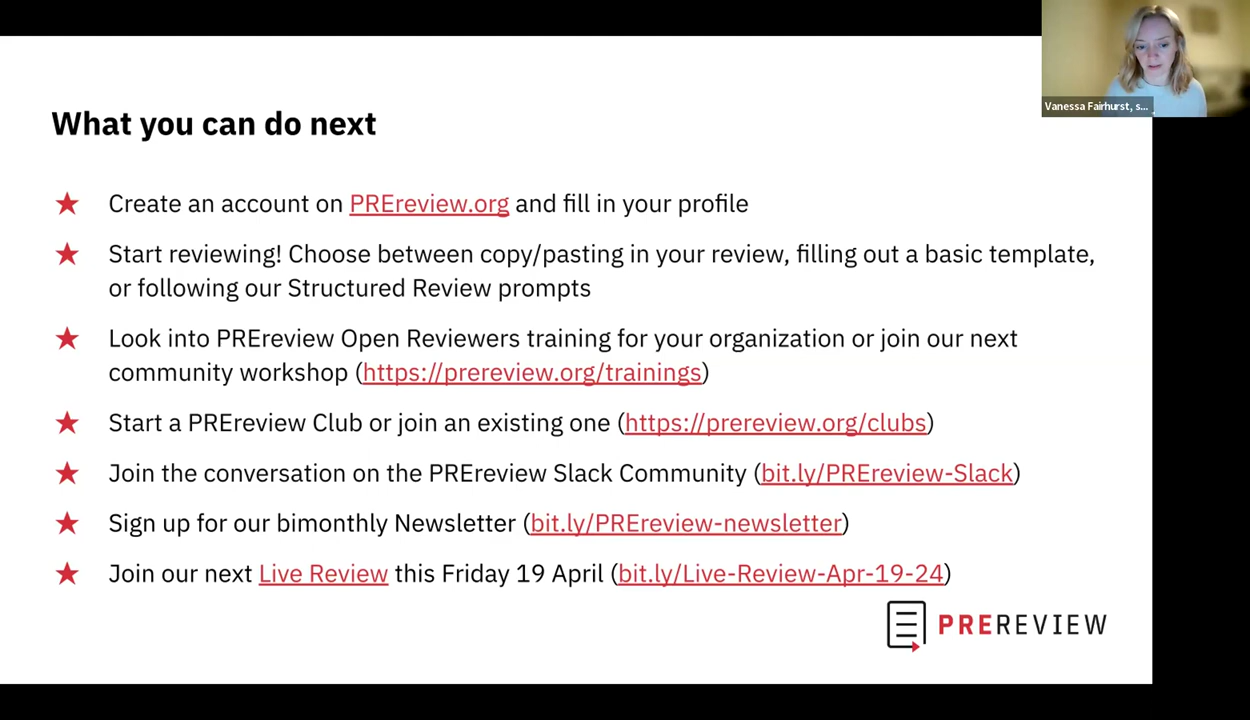 Vanessa Fairhurst, s...
What you can do next
★ Create an account on PREreview.org and fill in your profile
★ Start reviewing! Choose between copy/pasting in your review, filling out a basic template,
or following our Structured Review prompts
★ Look into PREreview Open Reviewers training for your organization or join our next
community workshop (https://prereview.org/trainings)
★ Start a PREreview Club or join an existing one (https://prereview.org/clubs)
★ Join the conversation on the PREreview Slack Community (bit.ly/PREreview-Slack)
★ Sign up for our bimonthly Newsletter (bit.ly/PREreview-newsletter)
★ Join our next Live Review this Friday 19 April (bit.ly/Live-Review-Apr-19-24)
PREREVIEW